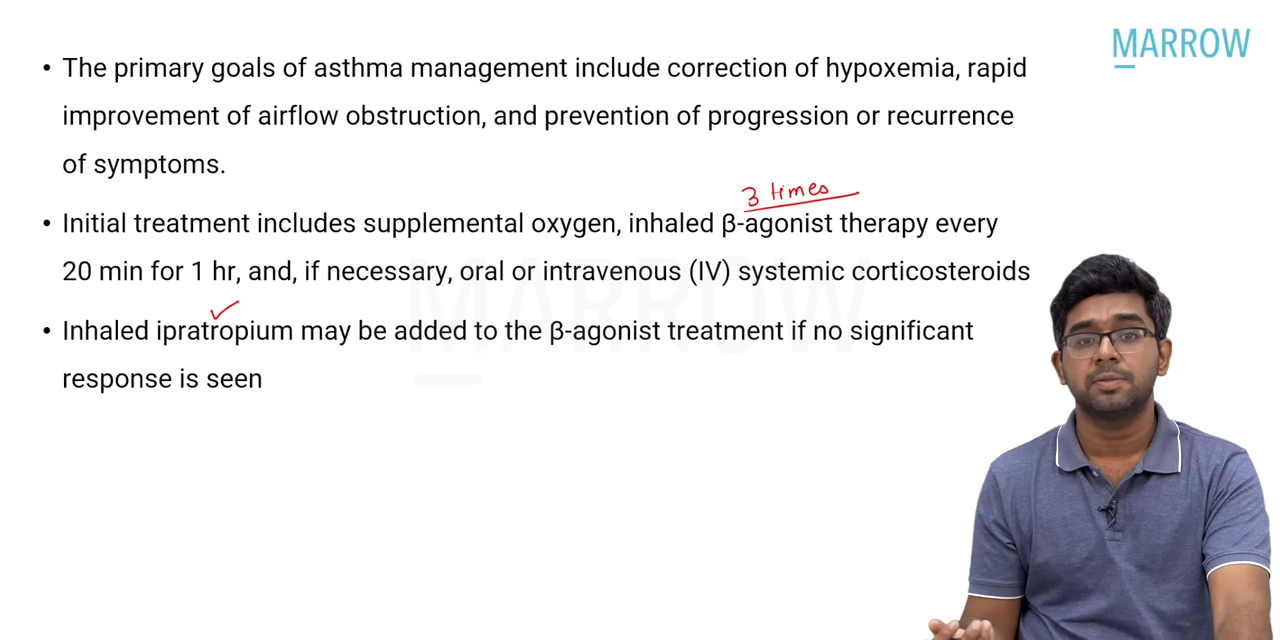 MARROW
• The primary goals of asthma management include correction of hypoxemia, rapid
improvement of airflow obstruction, and prevention of progression or recurrence
of symptoms.
3 times
• Initial treatment includes supplemental oxygen, inhaled β-agonist therapy every
20 min for 1 hr, and, if necessary, oral or intravenous (IV) systemic corticosteroids
• Inhaled ipratropium may be added to the β-agonist treatment if no significant
response is seen
MARROW